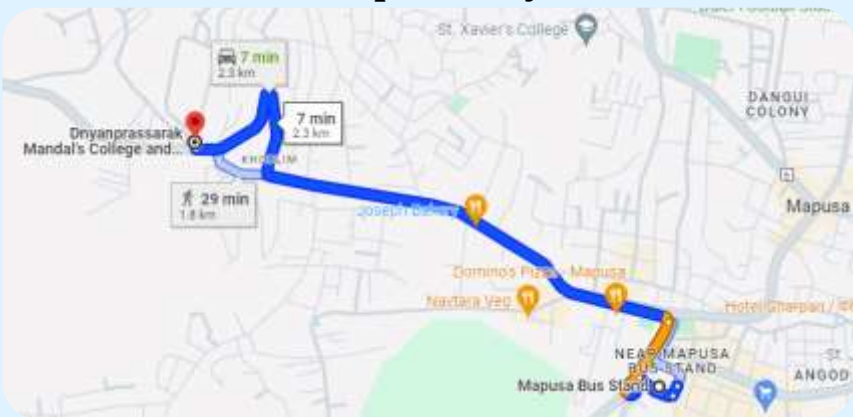 St. Xavier's College
7 min
2.3 km
DANGUI
COLONY
7 min
2.3 km
Dnyanprassarak
Mandal's College and...
KHORLIM
29 min
1.8 km
Mapusa
Joseph Bakery
Domino's Pizza - Mapusa
Navtara Veg
Hotel Gharpan /
NEAR MAPUSA
BUS STAND
St.
ANGOD
Mapusa Bus Stand